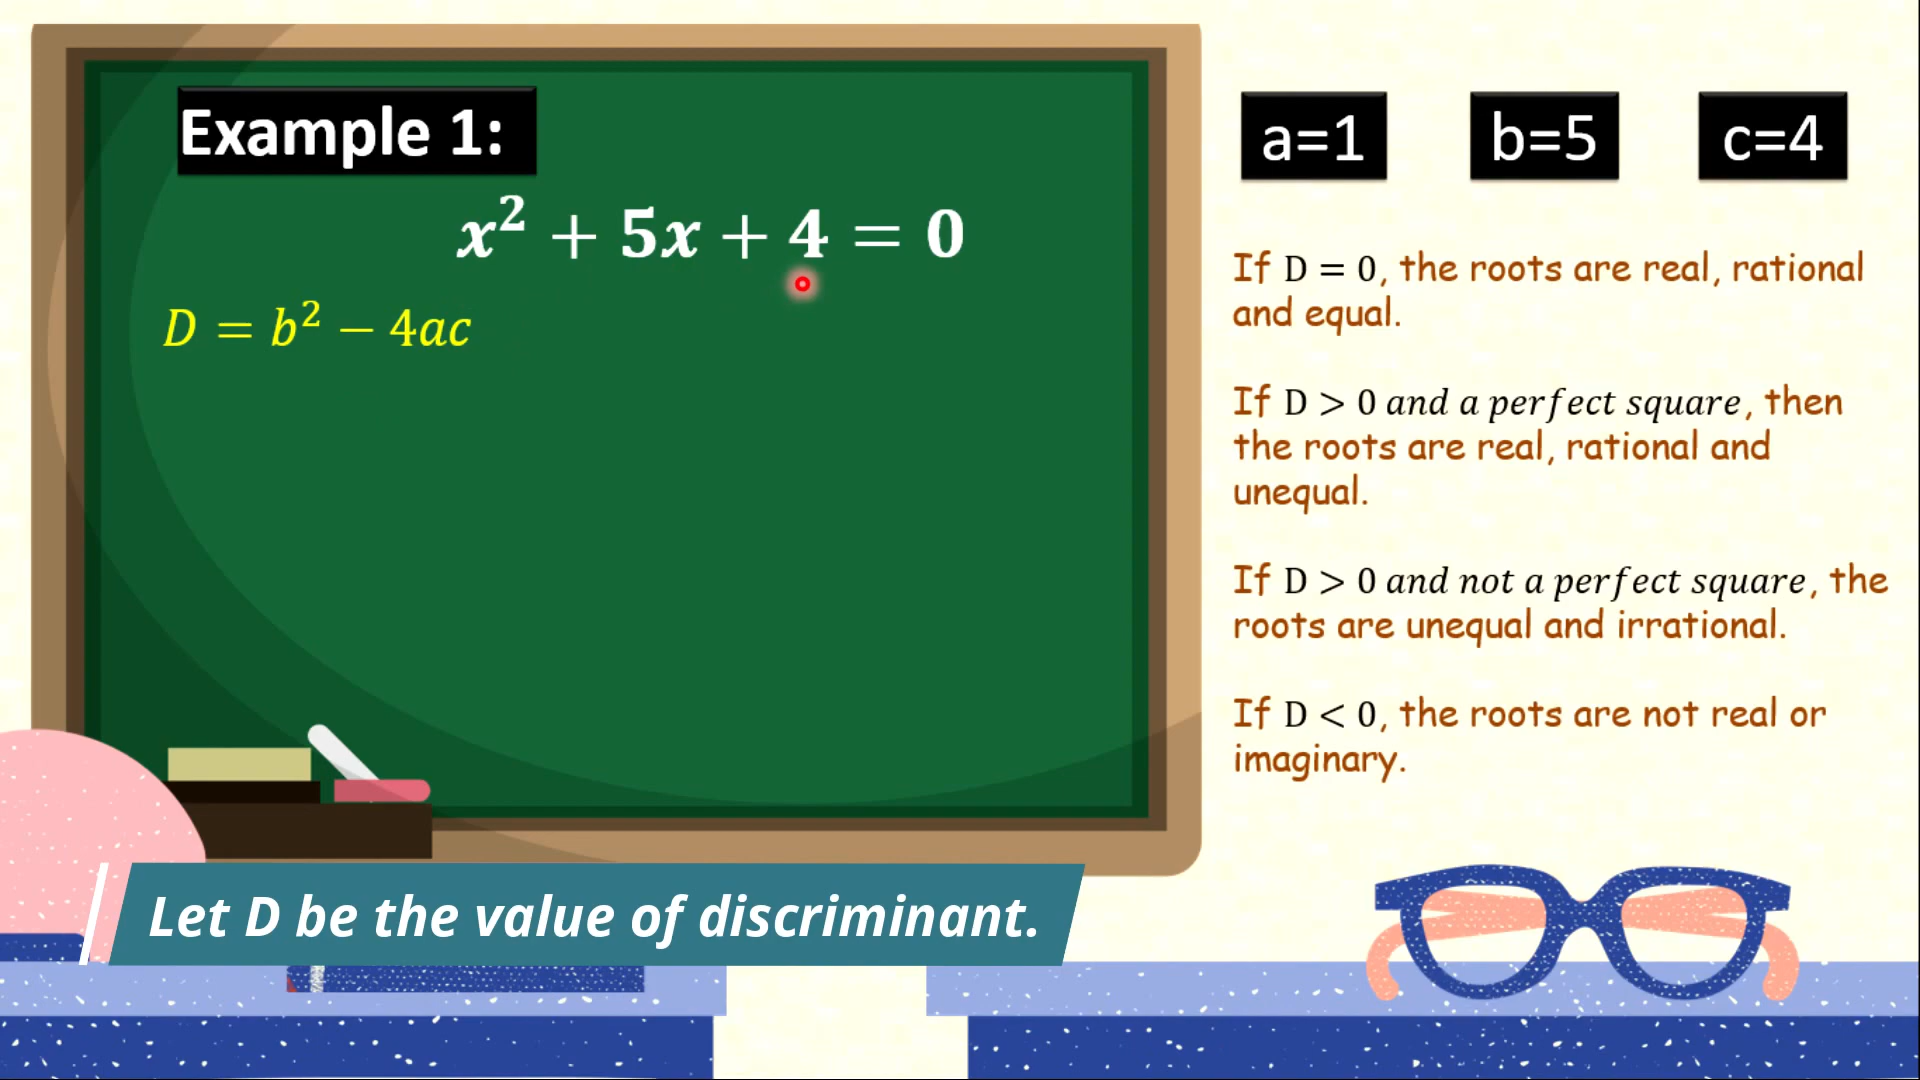 Example 1:
x² + 5x + 4 = 0
D = b² − 4ac
a=1
b=5
c=4
If D = 0, the roots are real, rational
and equal.
If D > 0 and a perfect square, then
the roots are real, rational and
unequal.
If D > 0 and not a perfect square, the
roots are unequal and irrational.
If D < 0, the roots are not real or
imaginary.
Let D be the value of discriminant.